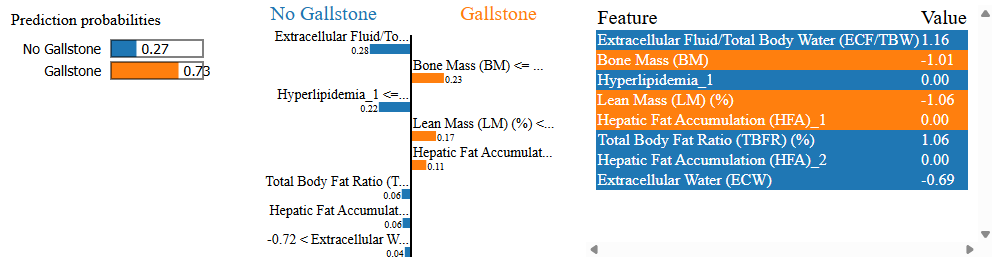 Prediction probabilities
No Gallstone 0.27
Gallstone 0.73
No Gallstone Gallstone
Extracellular Fluid/To...
0.28
Bone Mass (BM) <= ...
0.23
Hyperlipidemia_1 <=...
0.22
Lean Mass (LM) (%) <...
0.17
Hepatic Fat Accumulat...
0.11
Total Body Fat Ratio (T...
0.06
Hepatic Fat Accumulat...
0.06
-0.72 < Extracellular W...
0.04
Feature Value
Extracellular Fluid/Total Body Water (ECF/TBW) 1.16
Bone Mass (BM) -1.01
Hyperlipidemia_1 0.00
Lean Mass (LM) (%) -1.06
Hepatic Fat Accumulation (HFA)_1 0.00
Total Body Fat Ratio (TBFR) (%) 1.06
Hepatic Fat Accumulation (HFA)_2 0.00
Extracellular Water (ECW) -0.69